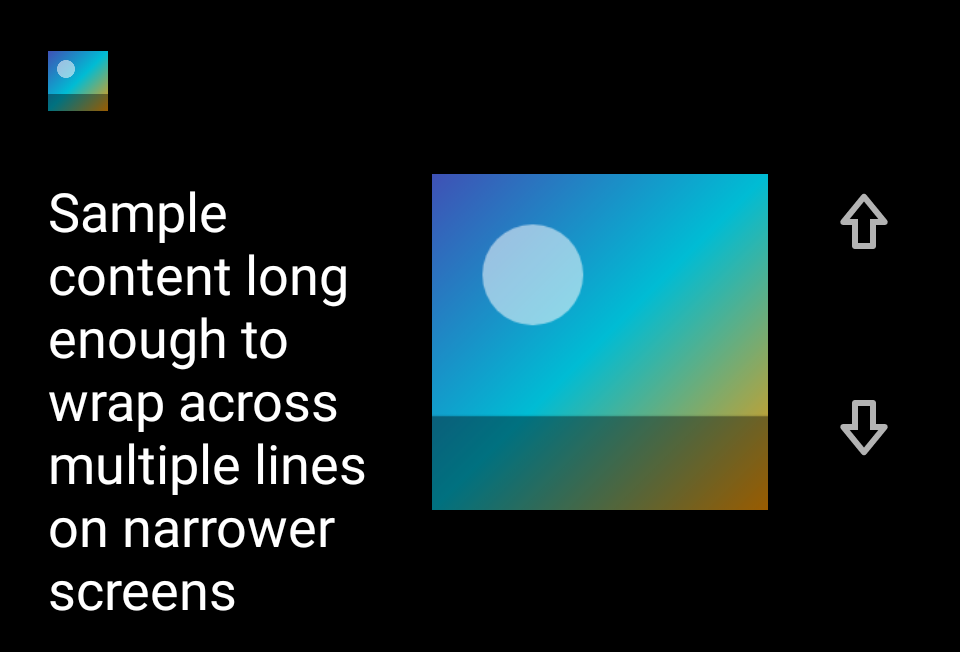 Sample
content long
enough to
wrap across
multiple lines
on narrower
screens